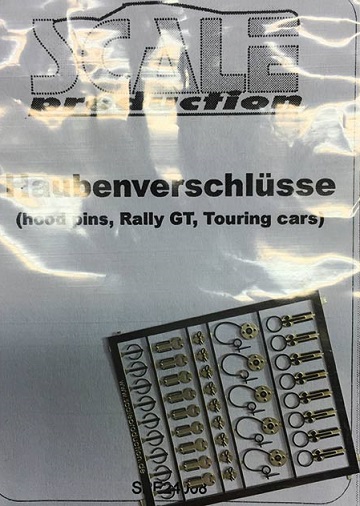 SCALE
production
Haubenverschlüsse
(hood pins, Rally GT, Touring cars)